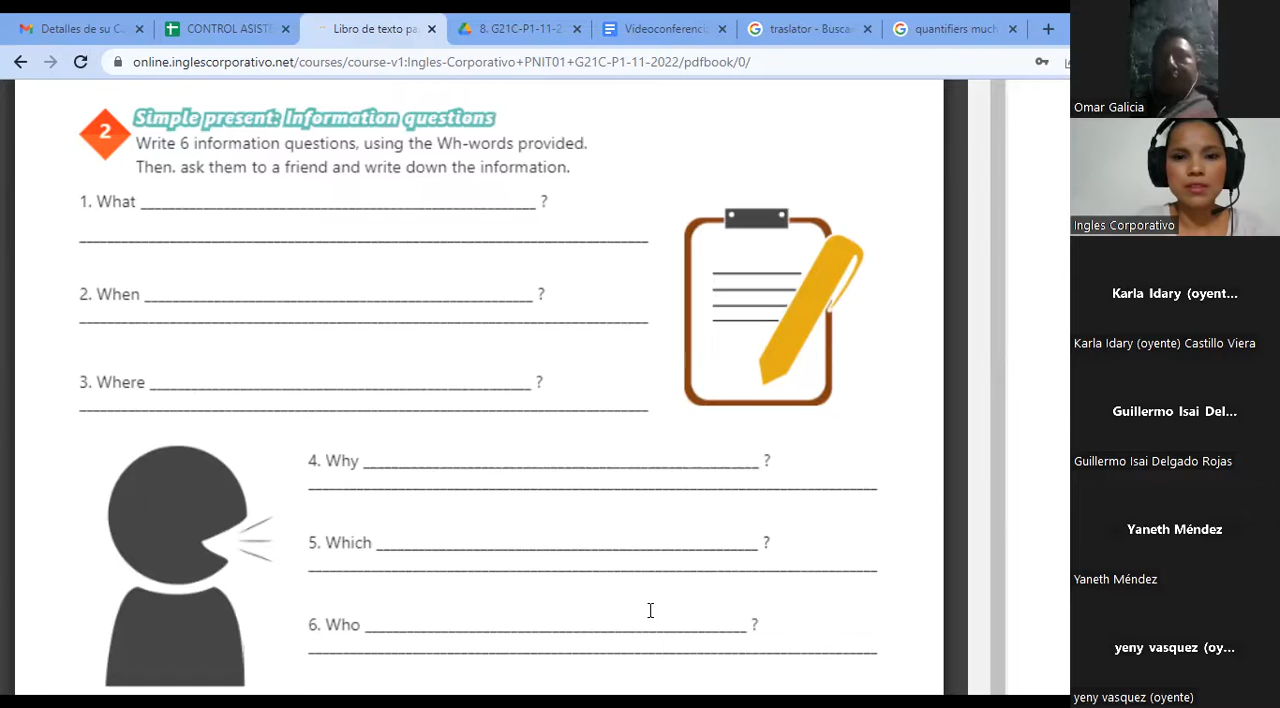 Detalles de su C
CONTROL ASISTE
Libro de texto pa
8. G21C-P1-11-2
Videoconferenci
traslator - Busca
quantifiers much
online.inglescorporativo.net/courses/course-v1:Ingles-Corporativo+PNIT01+G21C-P1-11-2022/pdfbook/0/
2
Simple present: Information questions
Write 6 information questions, using the Wh-words provided.
Then. ask them to a friend and write down the information.
1. What ?
2. When ?
3. Where ?
4. Why ?
5. Which ?
6. Who ?
Omar Galicia
Ingles Corporativo
Karla Idary (oyent...
Karla Idary (oyente) Castillo Viera
Guillermo Isai Del...
Guillermo Isai Delgado Rojas
Yaneth Méndez
Yaneth Méndez
yeny vasquez (oy...
yeny vasquez (oyente)